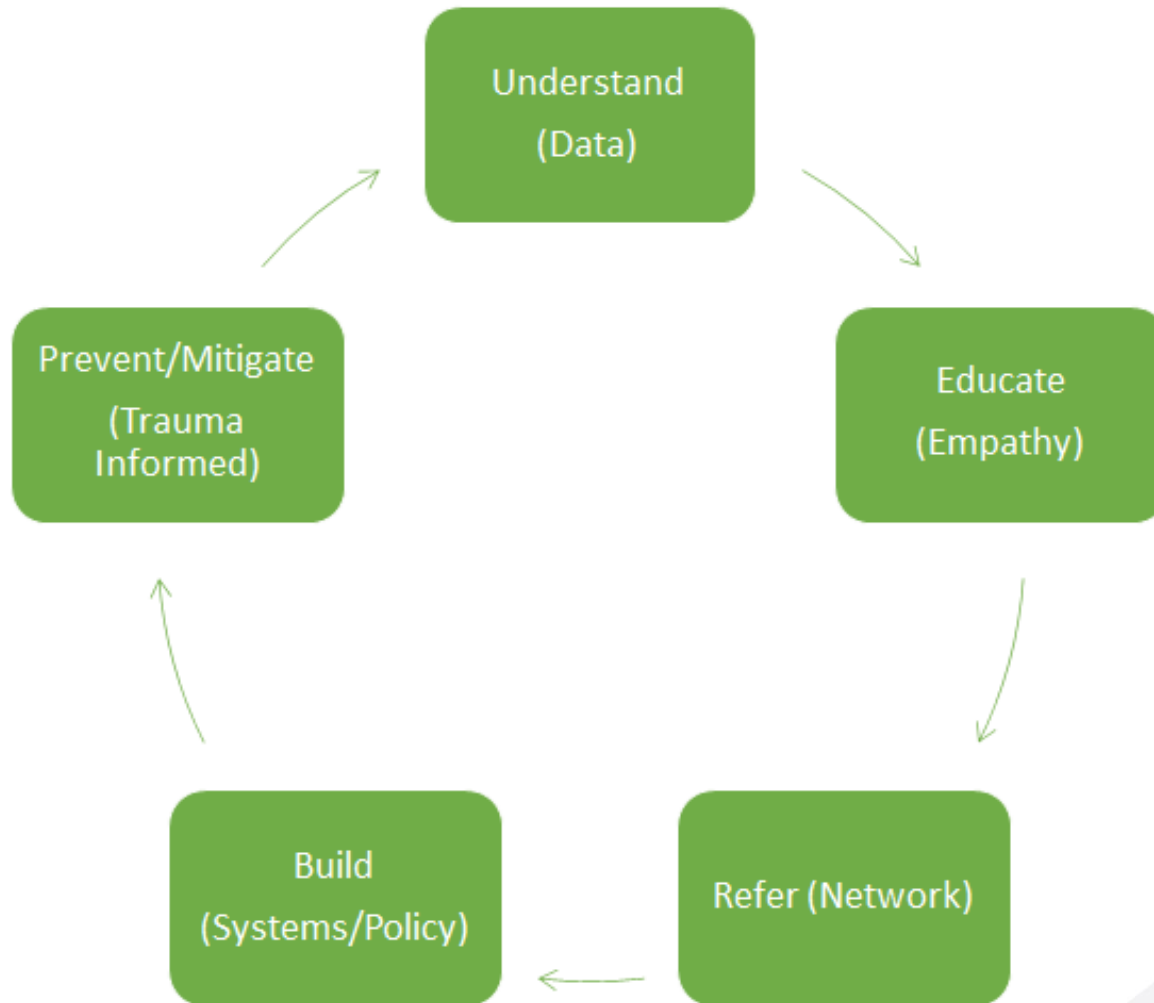 Understand
(Data)
Educate
(Empathy)
Refer (Network)
Build
(Systems/Policy)
Prevent/Mitigate
(Trauma
Informed)